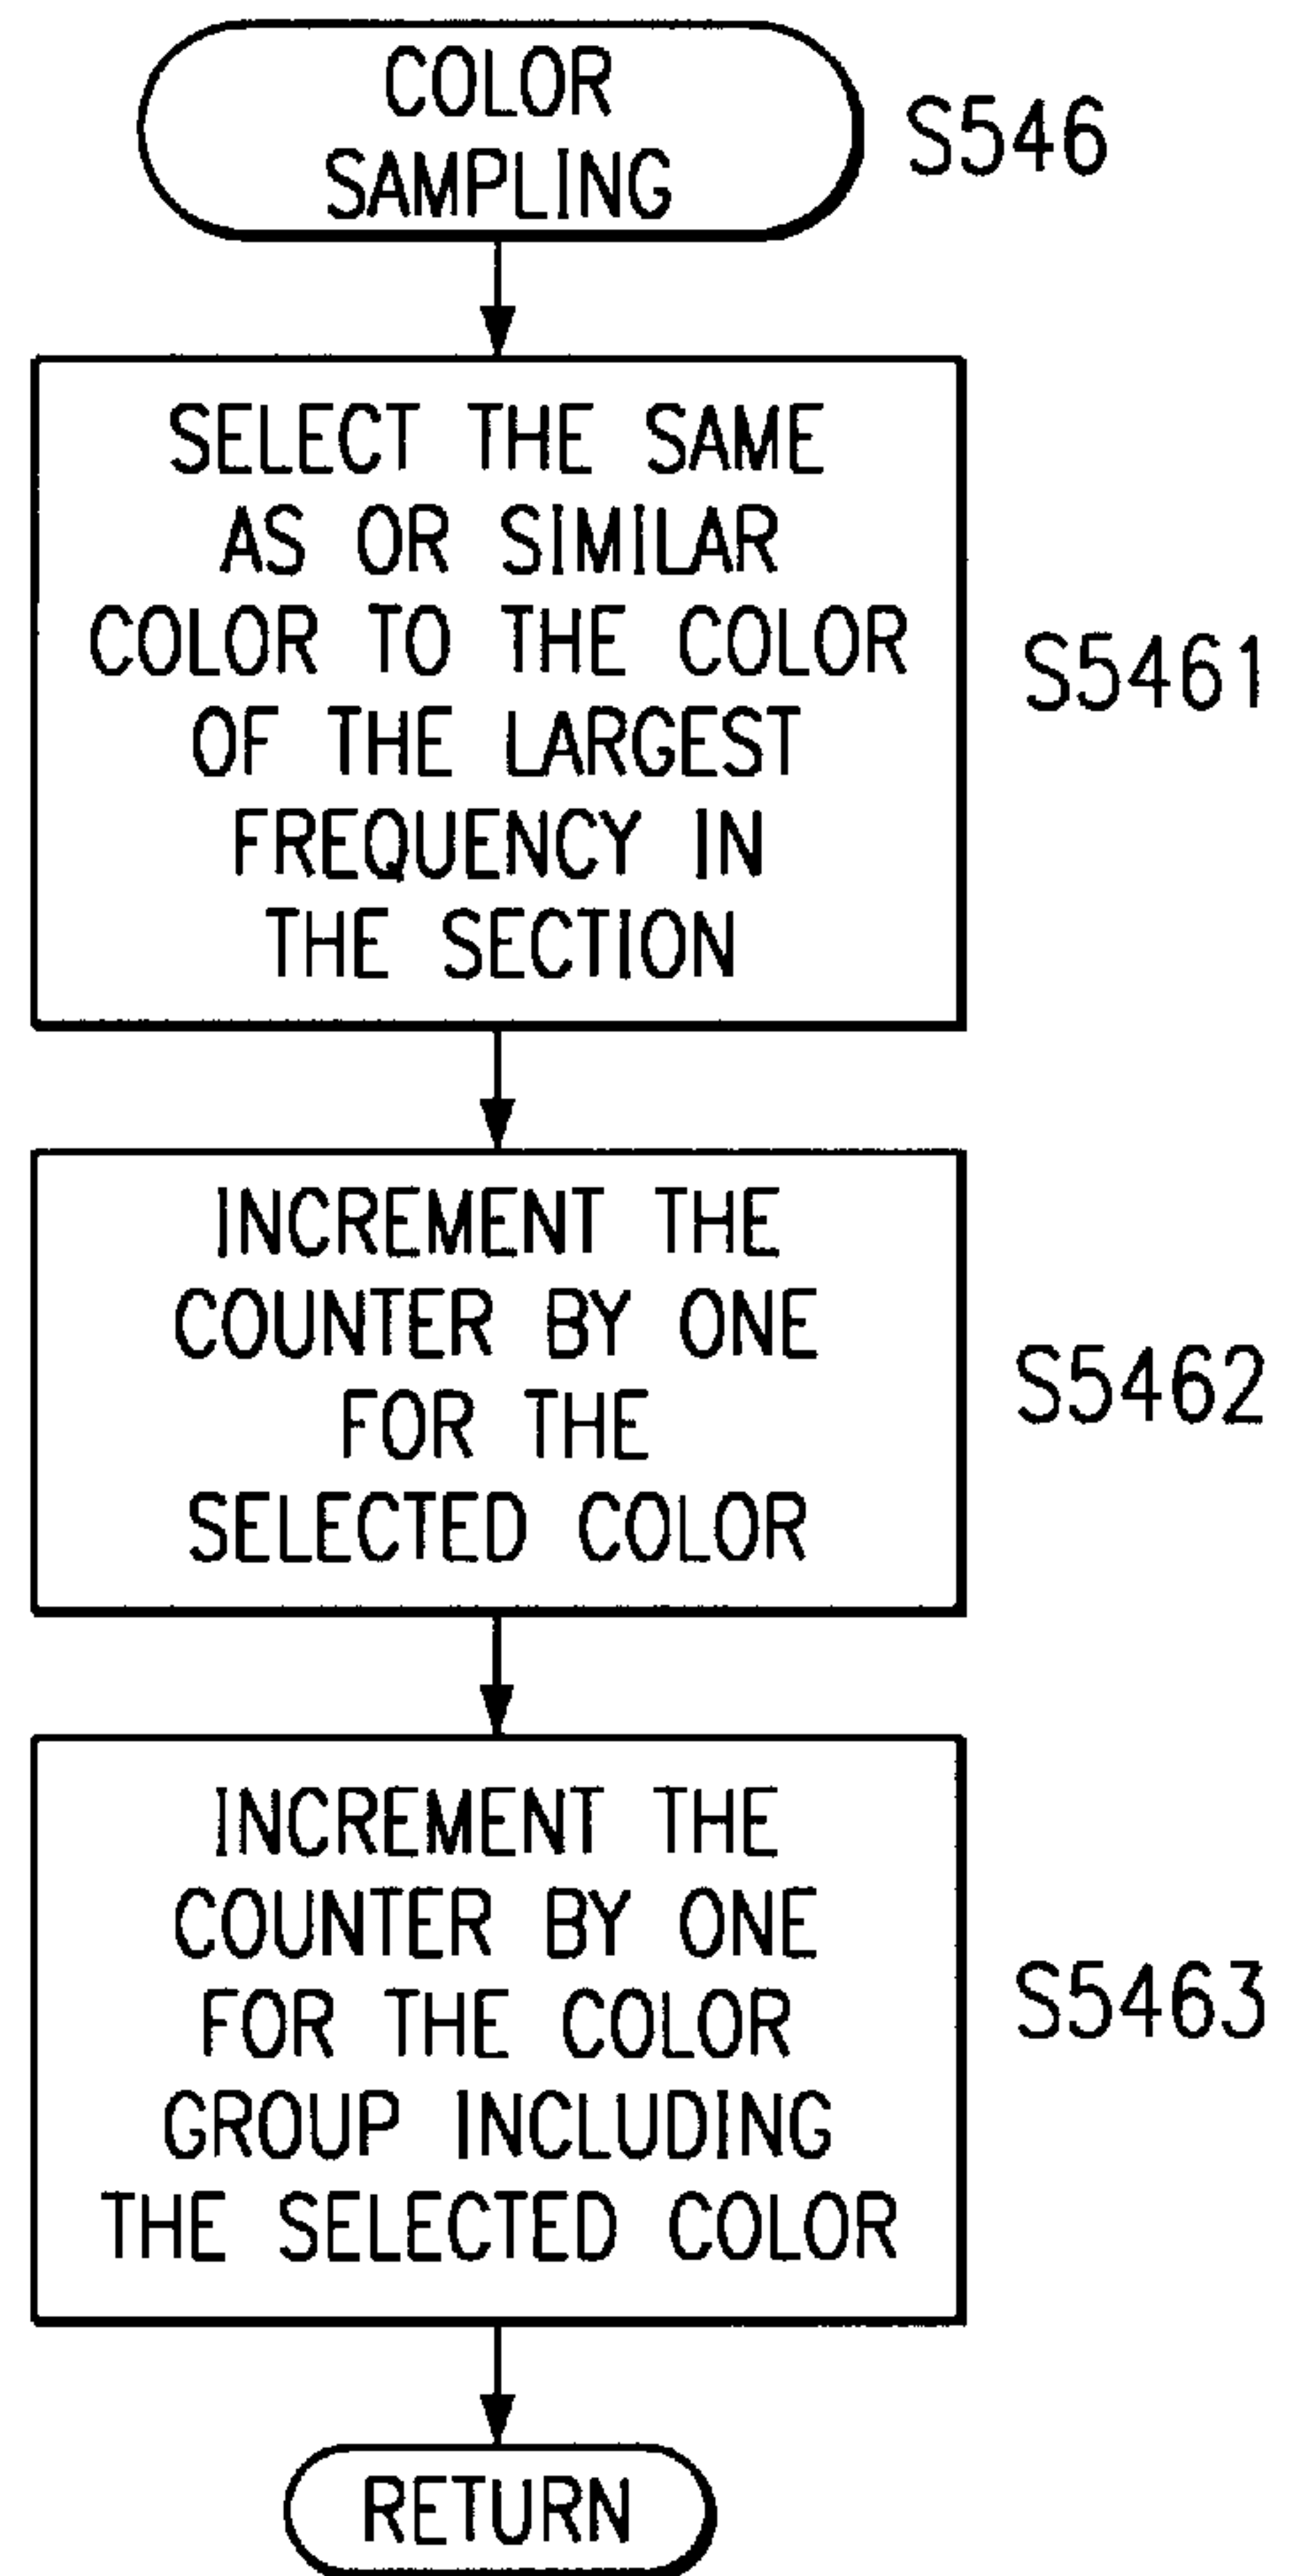 COLOR
SAMPLING
S546
SELECT THE SAME
AS OR SIMILAR
COLOR TO THE COLOR
OF THE LARGEST
FREQUENCY IN
THE SECTION
S5461
INCREMENT THE
COUNTER BY ONE
FOR THE
SELECTED COLOR
S5462
INCREMENT THE
COUNTER BY ONE
FOR THE COLOR
GROUP INCLUDING
THE SELECTED COLOR
S5463
RETURN